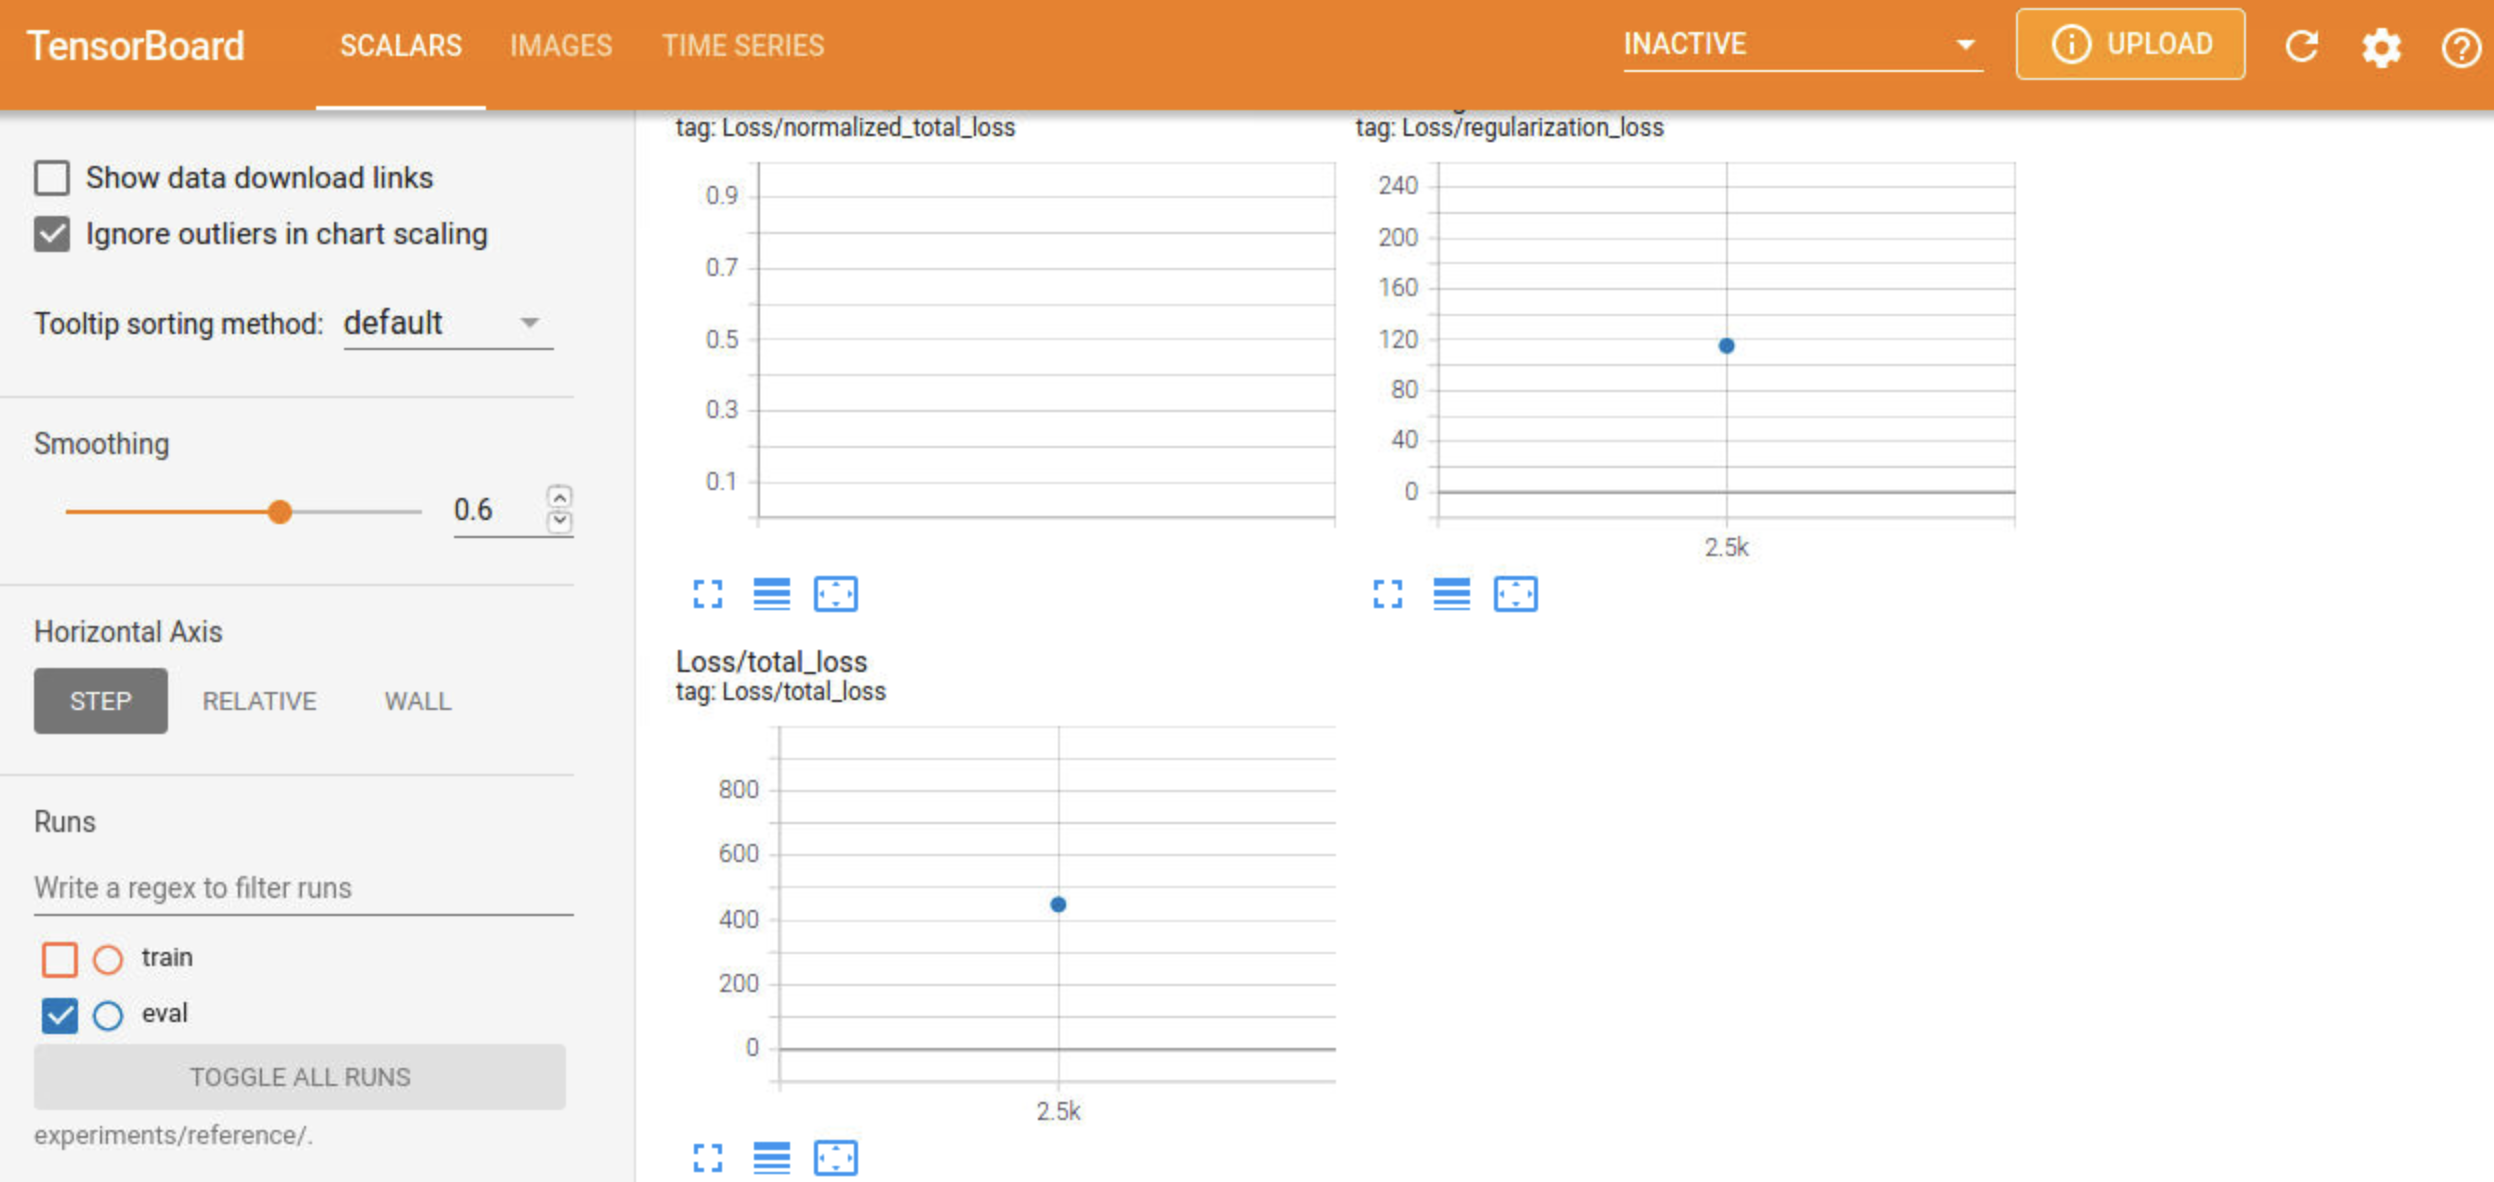 TensorBoard SCALARS IMAGES TIME SERIES INACTIVE UPLOAD
Show data download links
Ignore outliers in chart scaling
Tooltip sorting method: default
Smoothing
0.6
Horizontal Axis
STEP RELATIVE WALL
Runs
Write a regex to filter runs
train
eval
TOGGLE ALL RUNS
experiments/reference/.
tag: Loss/normalized_total_loss
0.9
0.7
0.5
0.3
0.1
tag: Loss/regularization_loss
240
200
160
120
80
40
0
2.5k
Loss/total_loss
tag: Loss/total_loss
800
600
400
200
0
2.5k